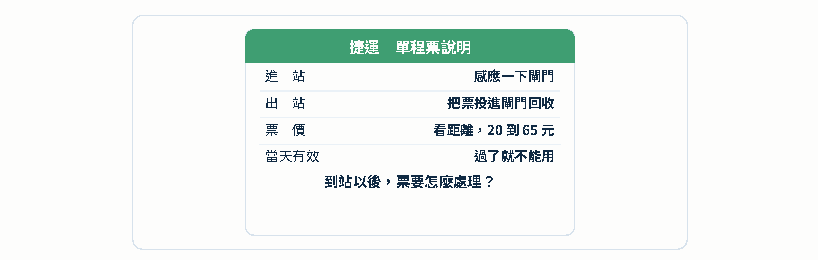 捷運　單程票說明
進　站　感應一下閘門
出　站　把票投進閘門回收
票　價　看距離，20 到 65 元
當天有效　過了就不能用
到站以後，票要怎麼處理？